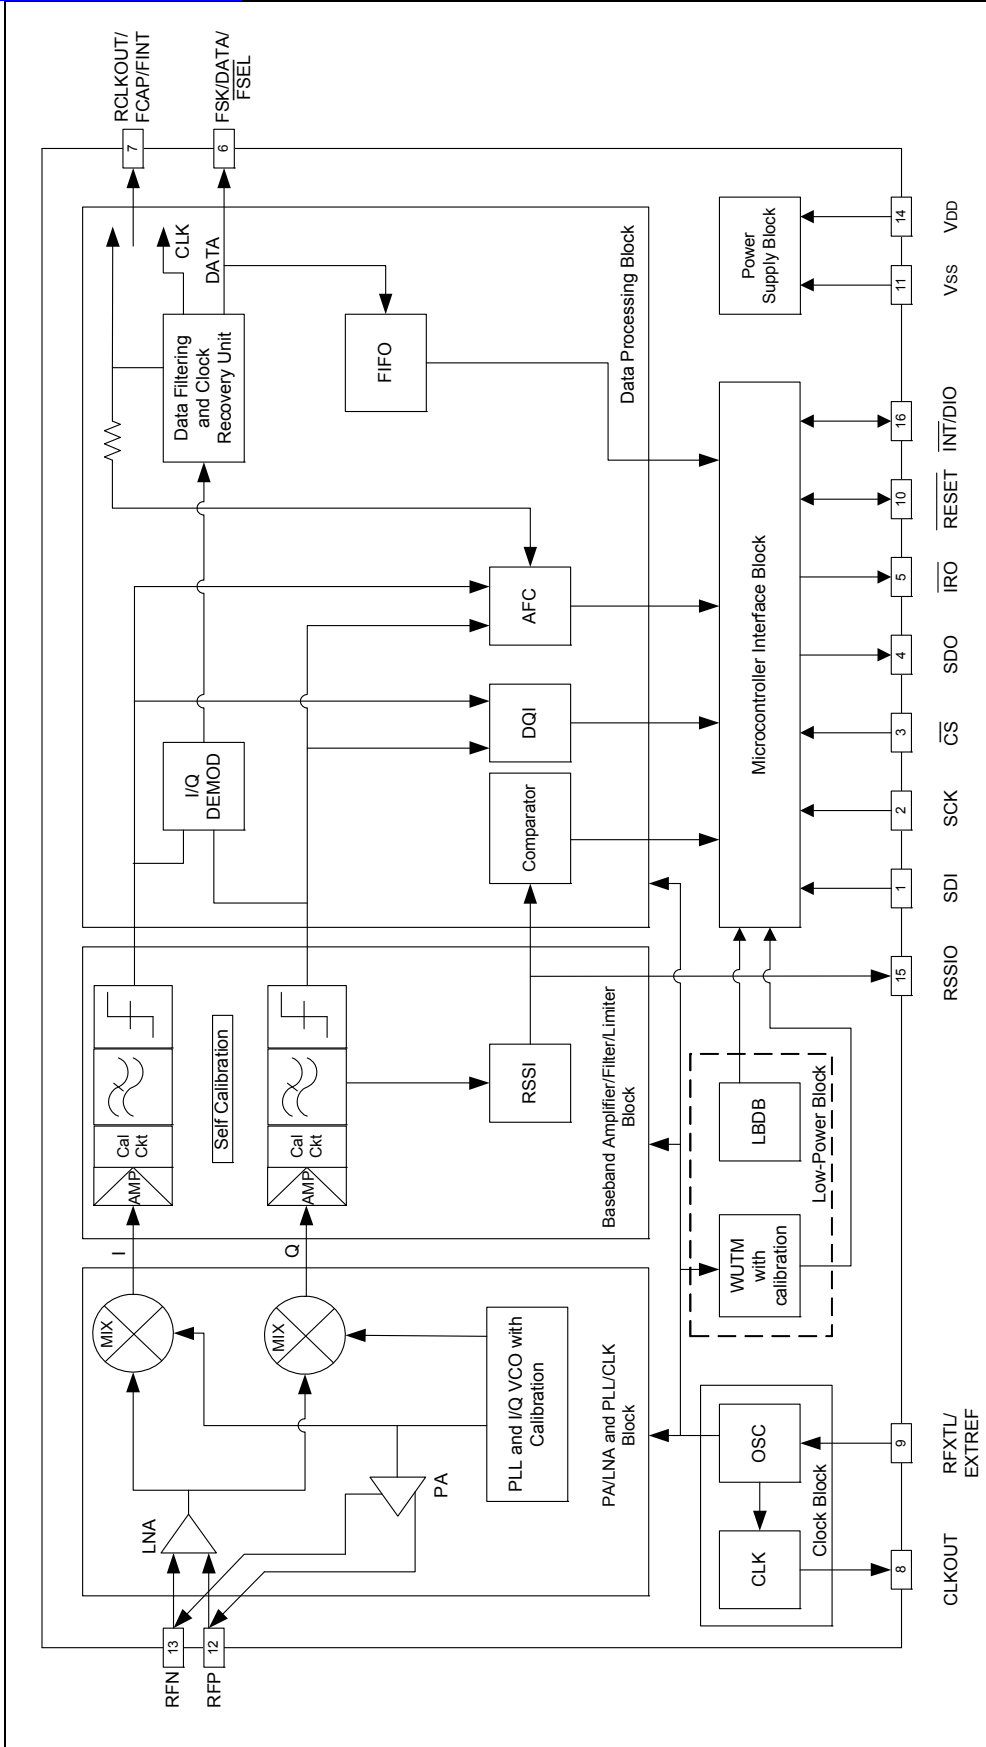 RCLKOUT/
FCAP/FINT
7
FSK/DATA/
FSEL
6
CLK
DATA
Data Filtering
and Clock
Recovery Unit
FIFO
Data Processing Block
I/Q
DEMOD
AFC
DQI
Comparator
Cal
Ckt
AMP
Self Calibration
Cal
Ckt
AMP
RSSI
Baseband Amplifier/Filter/Limiter
Block
I
Q
MIX
MIX
LNA
PA
PLL and I/Q VCO with
Calibration
PA/LNA and PLL/CLK
Block
RFN
13
RFP
12
Power
Supply Block
Microcontroller Interface Block
LBDB
WUTM
with
calibration
Low-Power Block
OSC
CLK
Clock Block
8
CLKOUT
9
RFXTL/
EXTREF
15
RSSIO
1
SDI
2
SCK
3
CS
4
SDO
5
IRO
10
RESET
16
INT/DIO
11
VSS
14
VDD